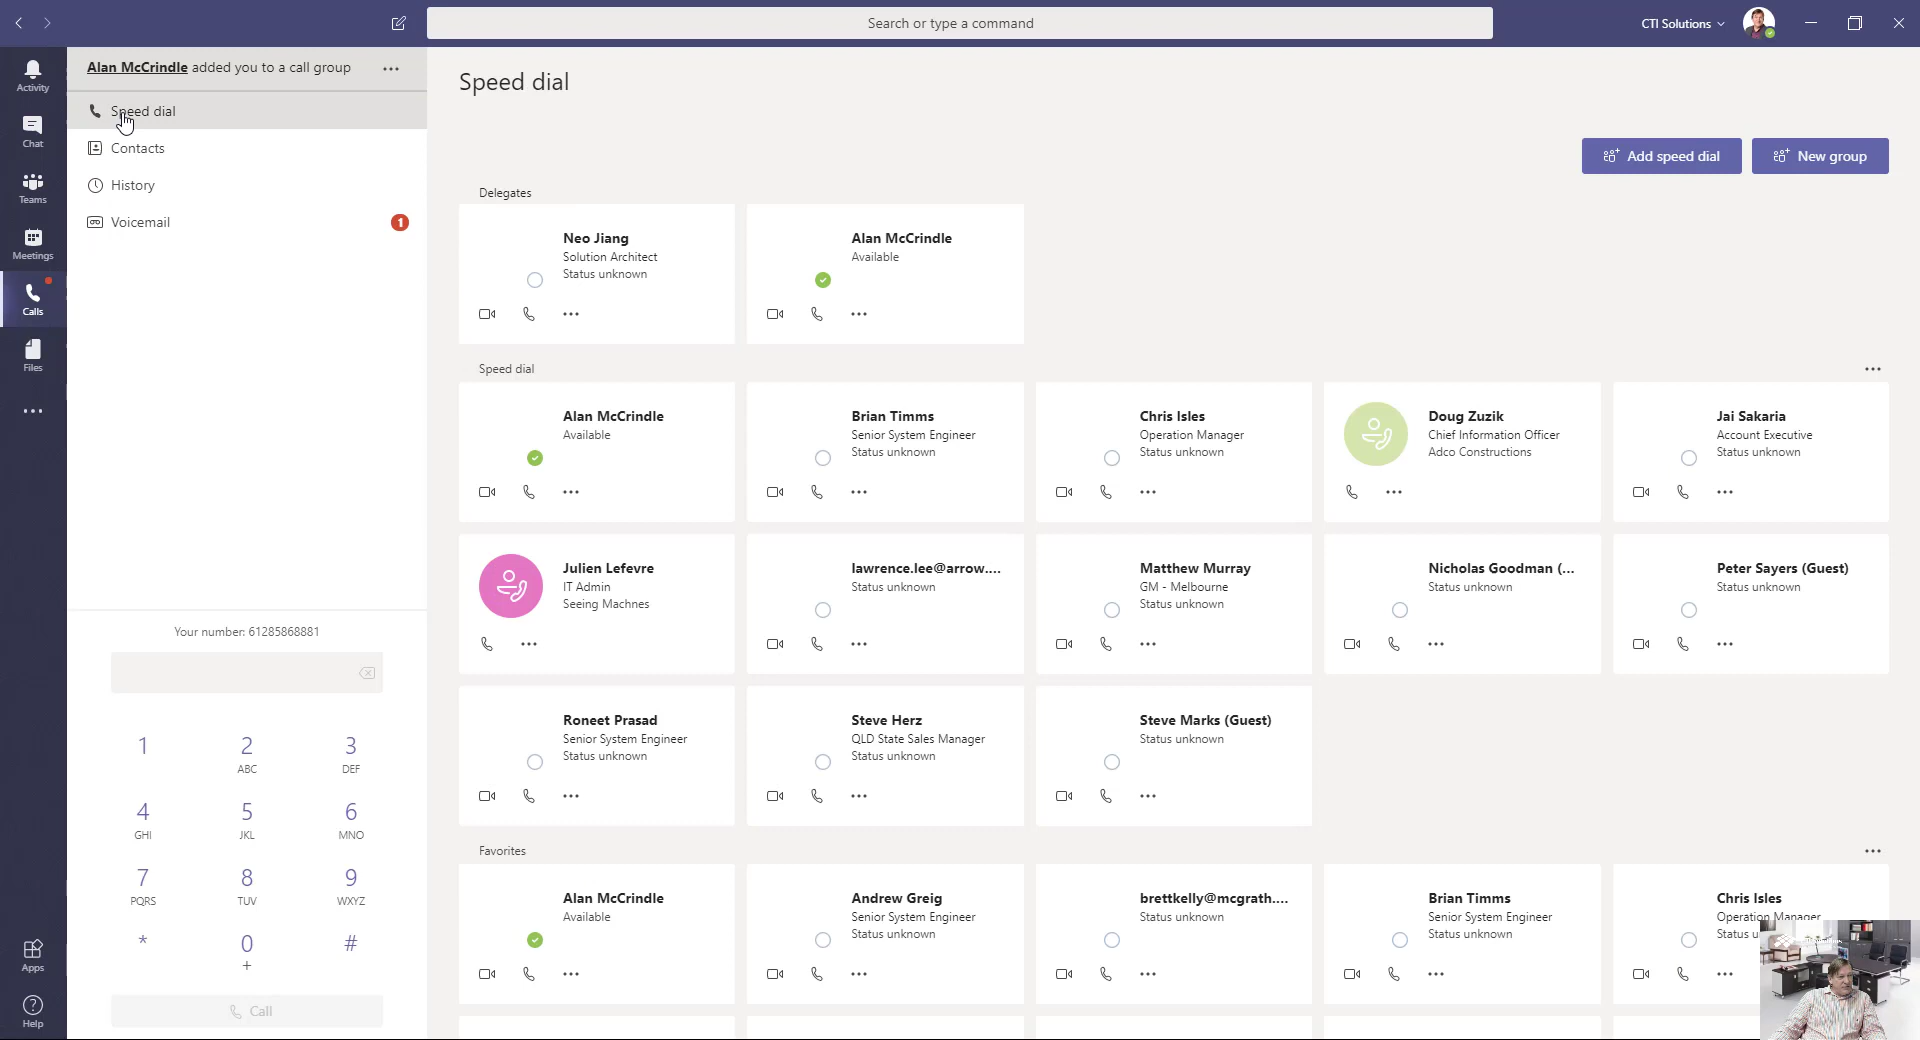 Search or type a command
CTI Solutions
Activity
Chat
Teams
Meetings
Calls
Files
Apps
Help
Alan McCrindle added you to a call group
Speed dial
Contacts
History
Voicemail
1
Your number: 61285868881
1
2
3
ABC
DEF
4
5
6
GHI
JKL
MNO
7
8
9
PQRS
TUV
WXYZ
*
0
#
+
Call
Speed dial
Add speed dial
New group
Delegates
Neo Jiang
Solution Architect
Status unknown
Alan McCrindle
Available
Speed dial
Alan McCrindle
Available
Brian Timms
Senior System Engineer
Status unknown
Chris Isles
Operation Manager
Status unknown
Doug Zuzik
Chief Information Officer
Adco Constructions
Jai Sakaria
Account Executive
Status unknown
Julien Lefevre
IT Admin
Seeing Machnes
lawrence.lee@arrow....
Status unknown
Matthew Murray
GM - Melbourne
Status unknown
Nicholas Goodman (...
Status unknown
Peter Sayers (Guest)
Status unknown
Roneet Prasad
Senior System Engineer
Status unknown
Steve Herz
QLD State Sales Manager
Status unknown
Steve Marks (Guest)
Status unknown
Favorites
Alan McCrindle
Available
Andrew Greig
Senior System Engineer
Status unknown
brettkelly@mcgrath....
Status unknown
Brian Timms
Senior System Engineer
Status unknown
Chris Isles
Operation Manager
Status u